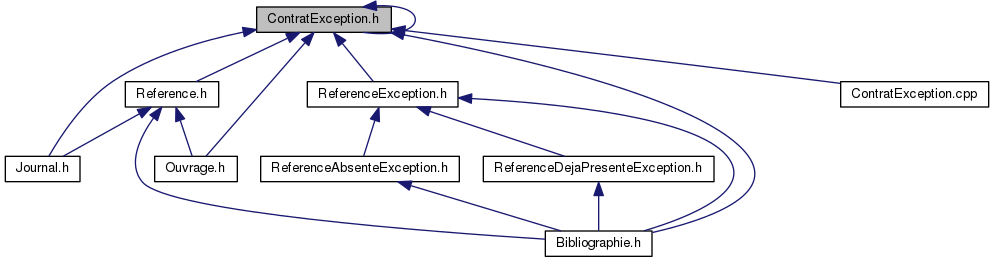 ContratException.h
Reference.h
ReferenceException.h
ContratException.cpp
Journal.h
Ouvrage.h
ReferenceAbsenteException.h
ReferenceDejaPresenteException.h
Bibliographie.h